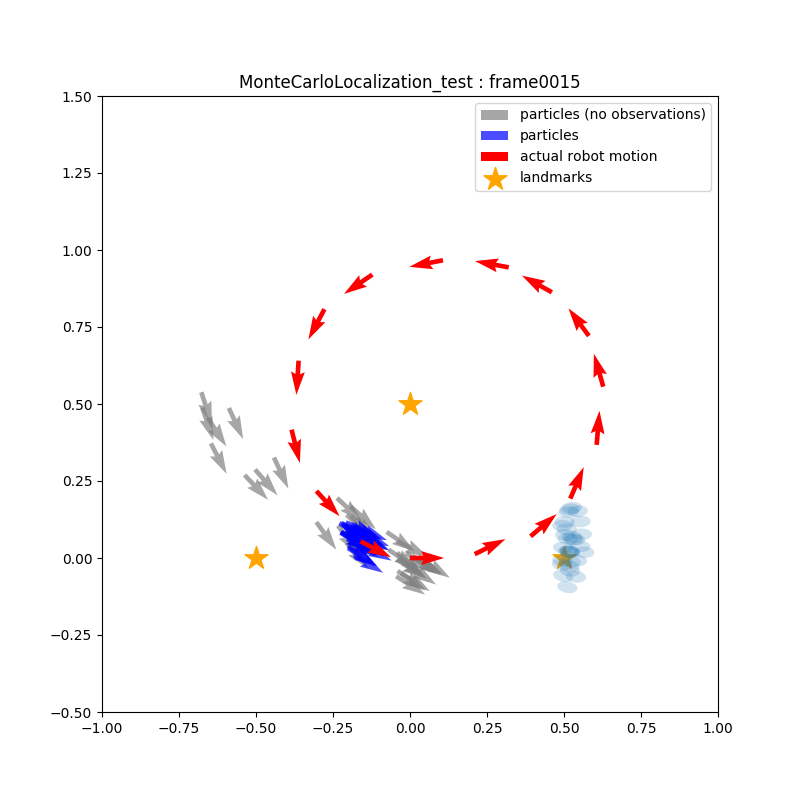 MonteCarloLocalization_test : frame0015
particles (no observations)
particles
actual robot motion
landmarks
1.50
1.25
1.00
0.75
0.50
0.25
0.00
−0.25
−0.50
−1.00 −0.75 −0.50 −0.25 0.00 0.25 0.50 0.75 1.00